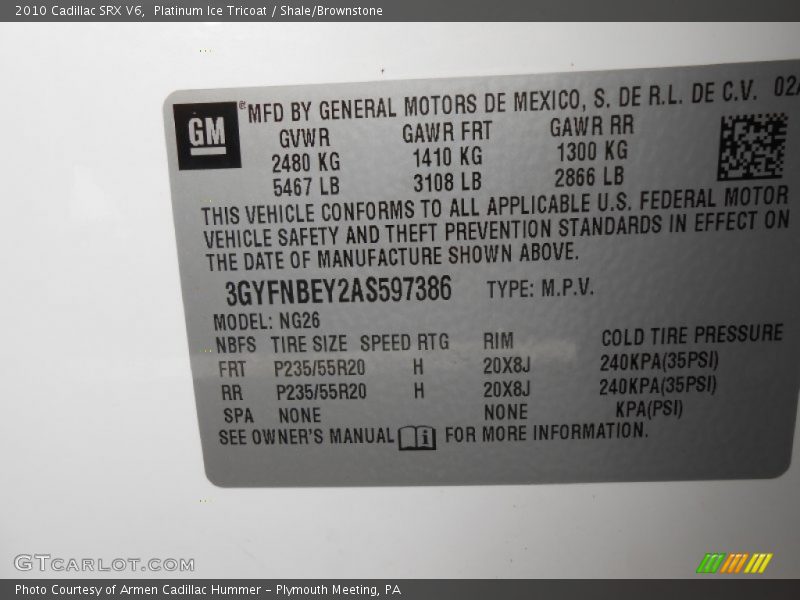 2010 Cadillac SRX V6,  Platinum Ice Tricoat / Shale/Brownstone
GM
® MFD BY GENERAL MOTORS DE MEXICO, S. DE R.L. DE C.V. 02/
GVWR GAWR FRT GAWR RR
2480 KG 1410 KG 1300 KG
5467 LB 3108 LB 2866 LB
THIS VEHICLE CONFORMS TO ALL APPLICABLE U.S. FEDERAL MOTOR
VEHICLE SAFETY AND THEFT PREVENTION STANDARDS IN EFFECT ON
THE DATE OF MANUFACTURE SHOWN ABOVE.
3GYFNBEY2AS597386 TYPE: M.P.V.
MODEL: NG26
NBFS TIRE SIZE SPEED RTG RIM COLD TIRE PRESSURE
FRT P235/55R20 H 20X8J 240KPA(35PSI)
RR P235/55R20 H 20X8J 240KPA(35PSI)
SPA NONE NONE KPA(PSI)
SEE OWNER'S MANUAL i FOR MORE INFORMATION.
GTCARLOT.COM
Photo Courtesy of Armen Cadillac Hummer – Plymouth Meeting, PA